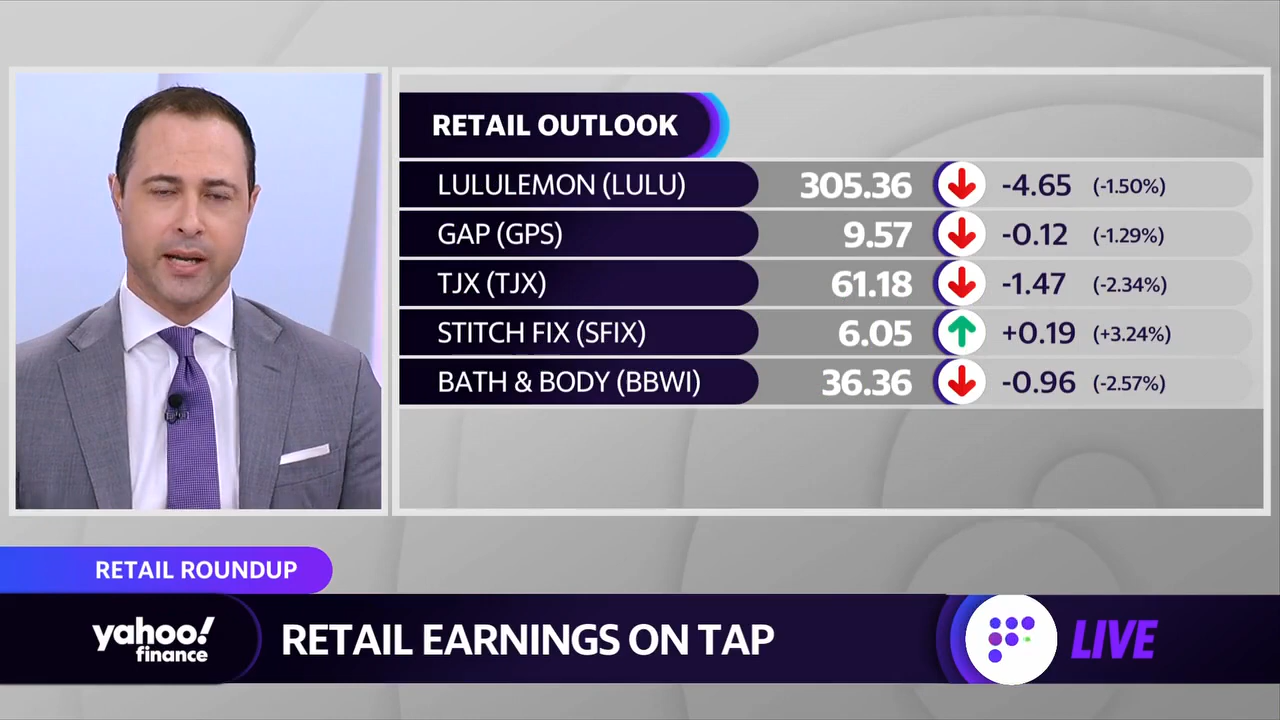 RETAIL OUTLOOK
LULULEMON (LULU) 305.36 -4.65 (-1.50%)
GAP (GPS) 9.57 -0.12 (-1.29%)
TJX (TJX) 61.18 -1.47 (-2.34%)
STITCH FIX (SFIX) 6.05 +0.19 (+3.24%)
BATH & BODY (BBWI) 36.36 -0.96 (-2.57%)
RETAIL ROUNDUP
yahoo!
finance
RETAIL EARNINGS ON TAP
LIVE